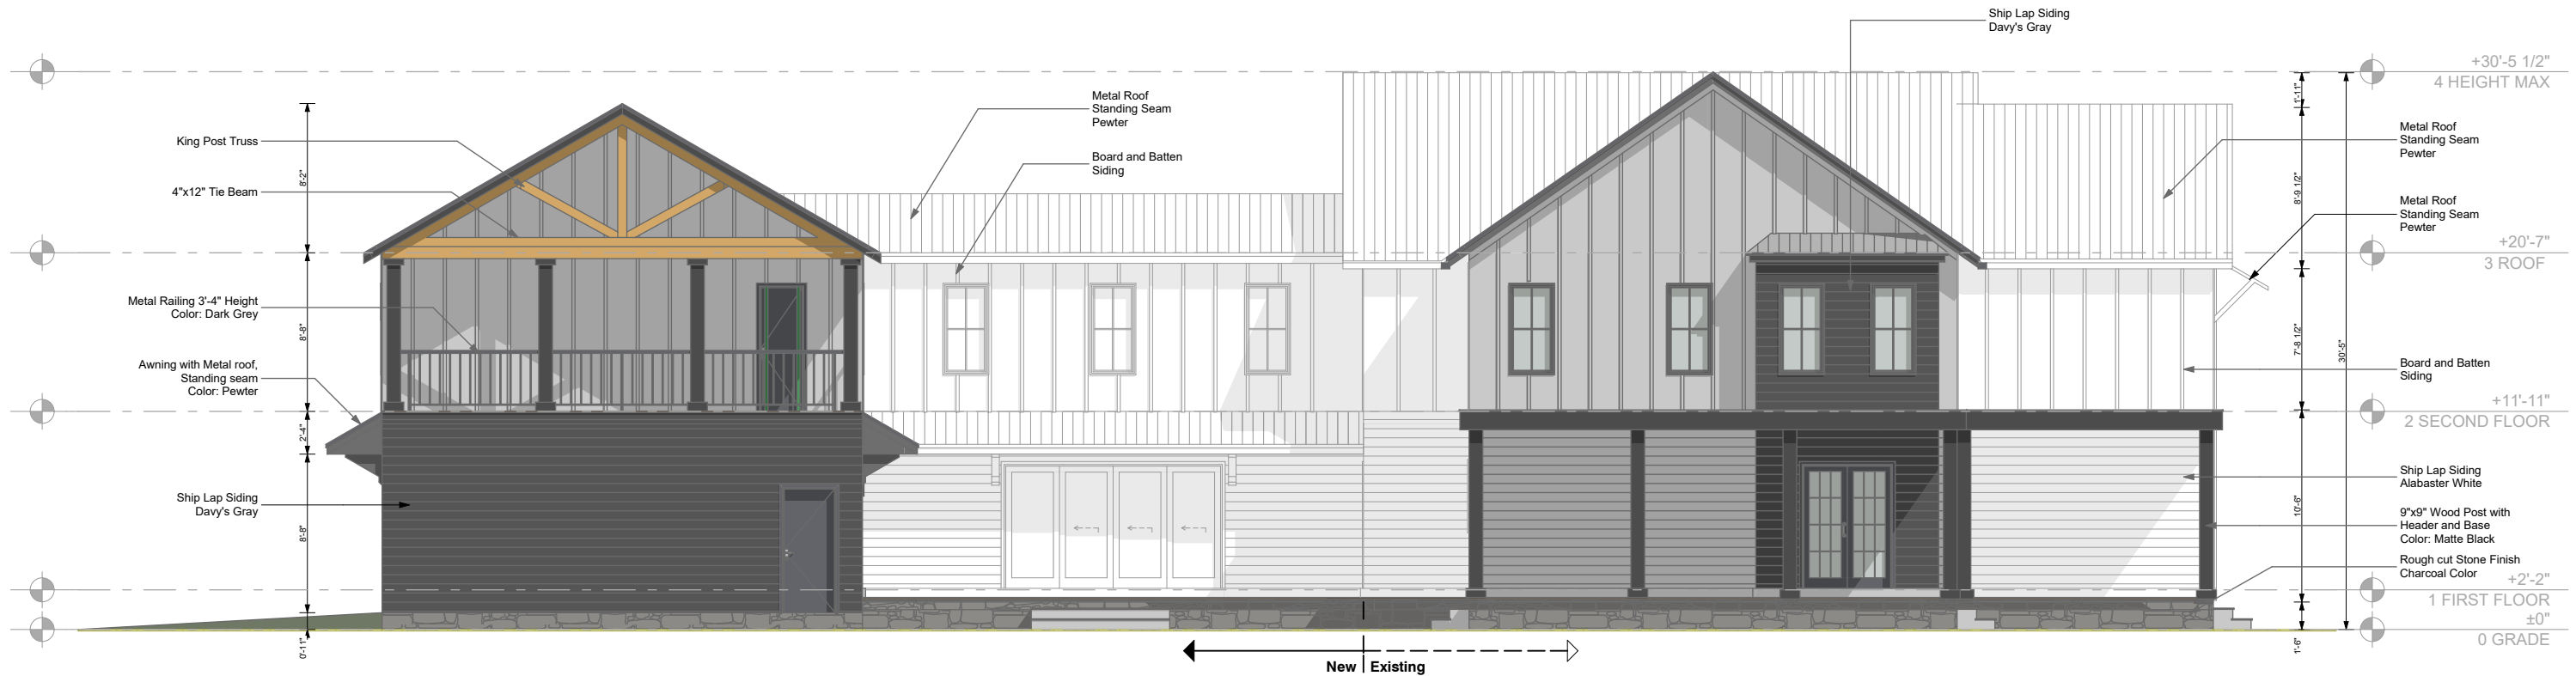 Ship Lap Siding
Davy's Gray
+30'-5 1/2"
4 HEIGHT MAX
1'-11"
Metal Roof
Standing Seam
Pewter
King Post Truss
8'-2"
4"x12" Tie Beam
Board and Batten
Siding
Metal Roof
Standing Seam
Pewter
8'-9 1/2"
Metal Roof
Standing Seam
Pewter
+20'-7"
3 ROOF
Metal Railing 3'-4" Height
Color: Dark Grey
8'-8"
7'-8 1/2"
30'-5"
Awning with Metal roof,
Standing seam
Color: Pewter
Board and Batten
Siding
+11'-11"
2 SECOND FLOOR
2'-4"
Ship Lap Siding
Davy's Gray
8'-8"
Ship Lap Siding
Alabaster White
10'-6"
9"x9" Wood Post with
Header and Base
Color: Matte Black
Rough cut Stone Finish
Charcoal Color
+2'-2"
1 FIRST FLOOR
±0"
0 GRADE
0'-11"
1'-6"
New
Existing